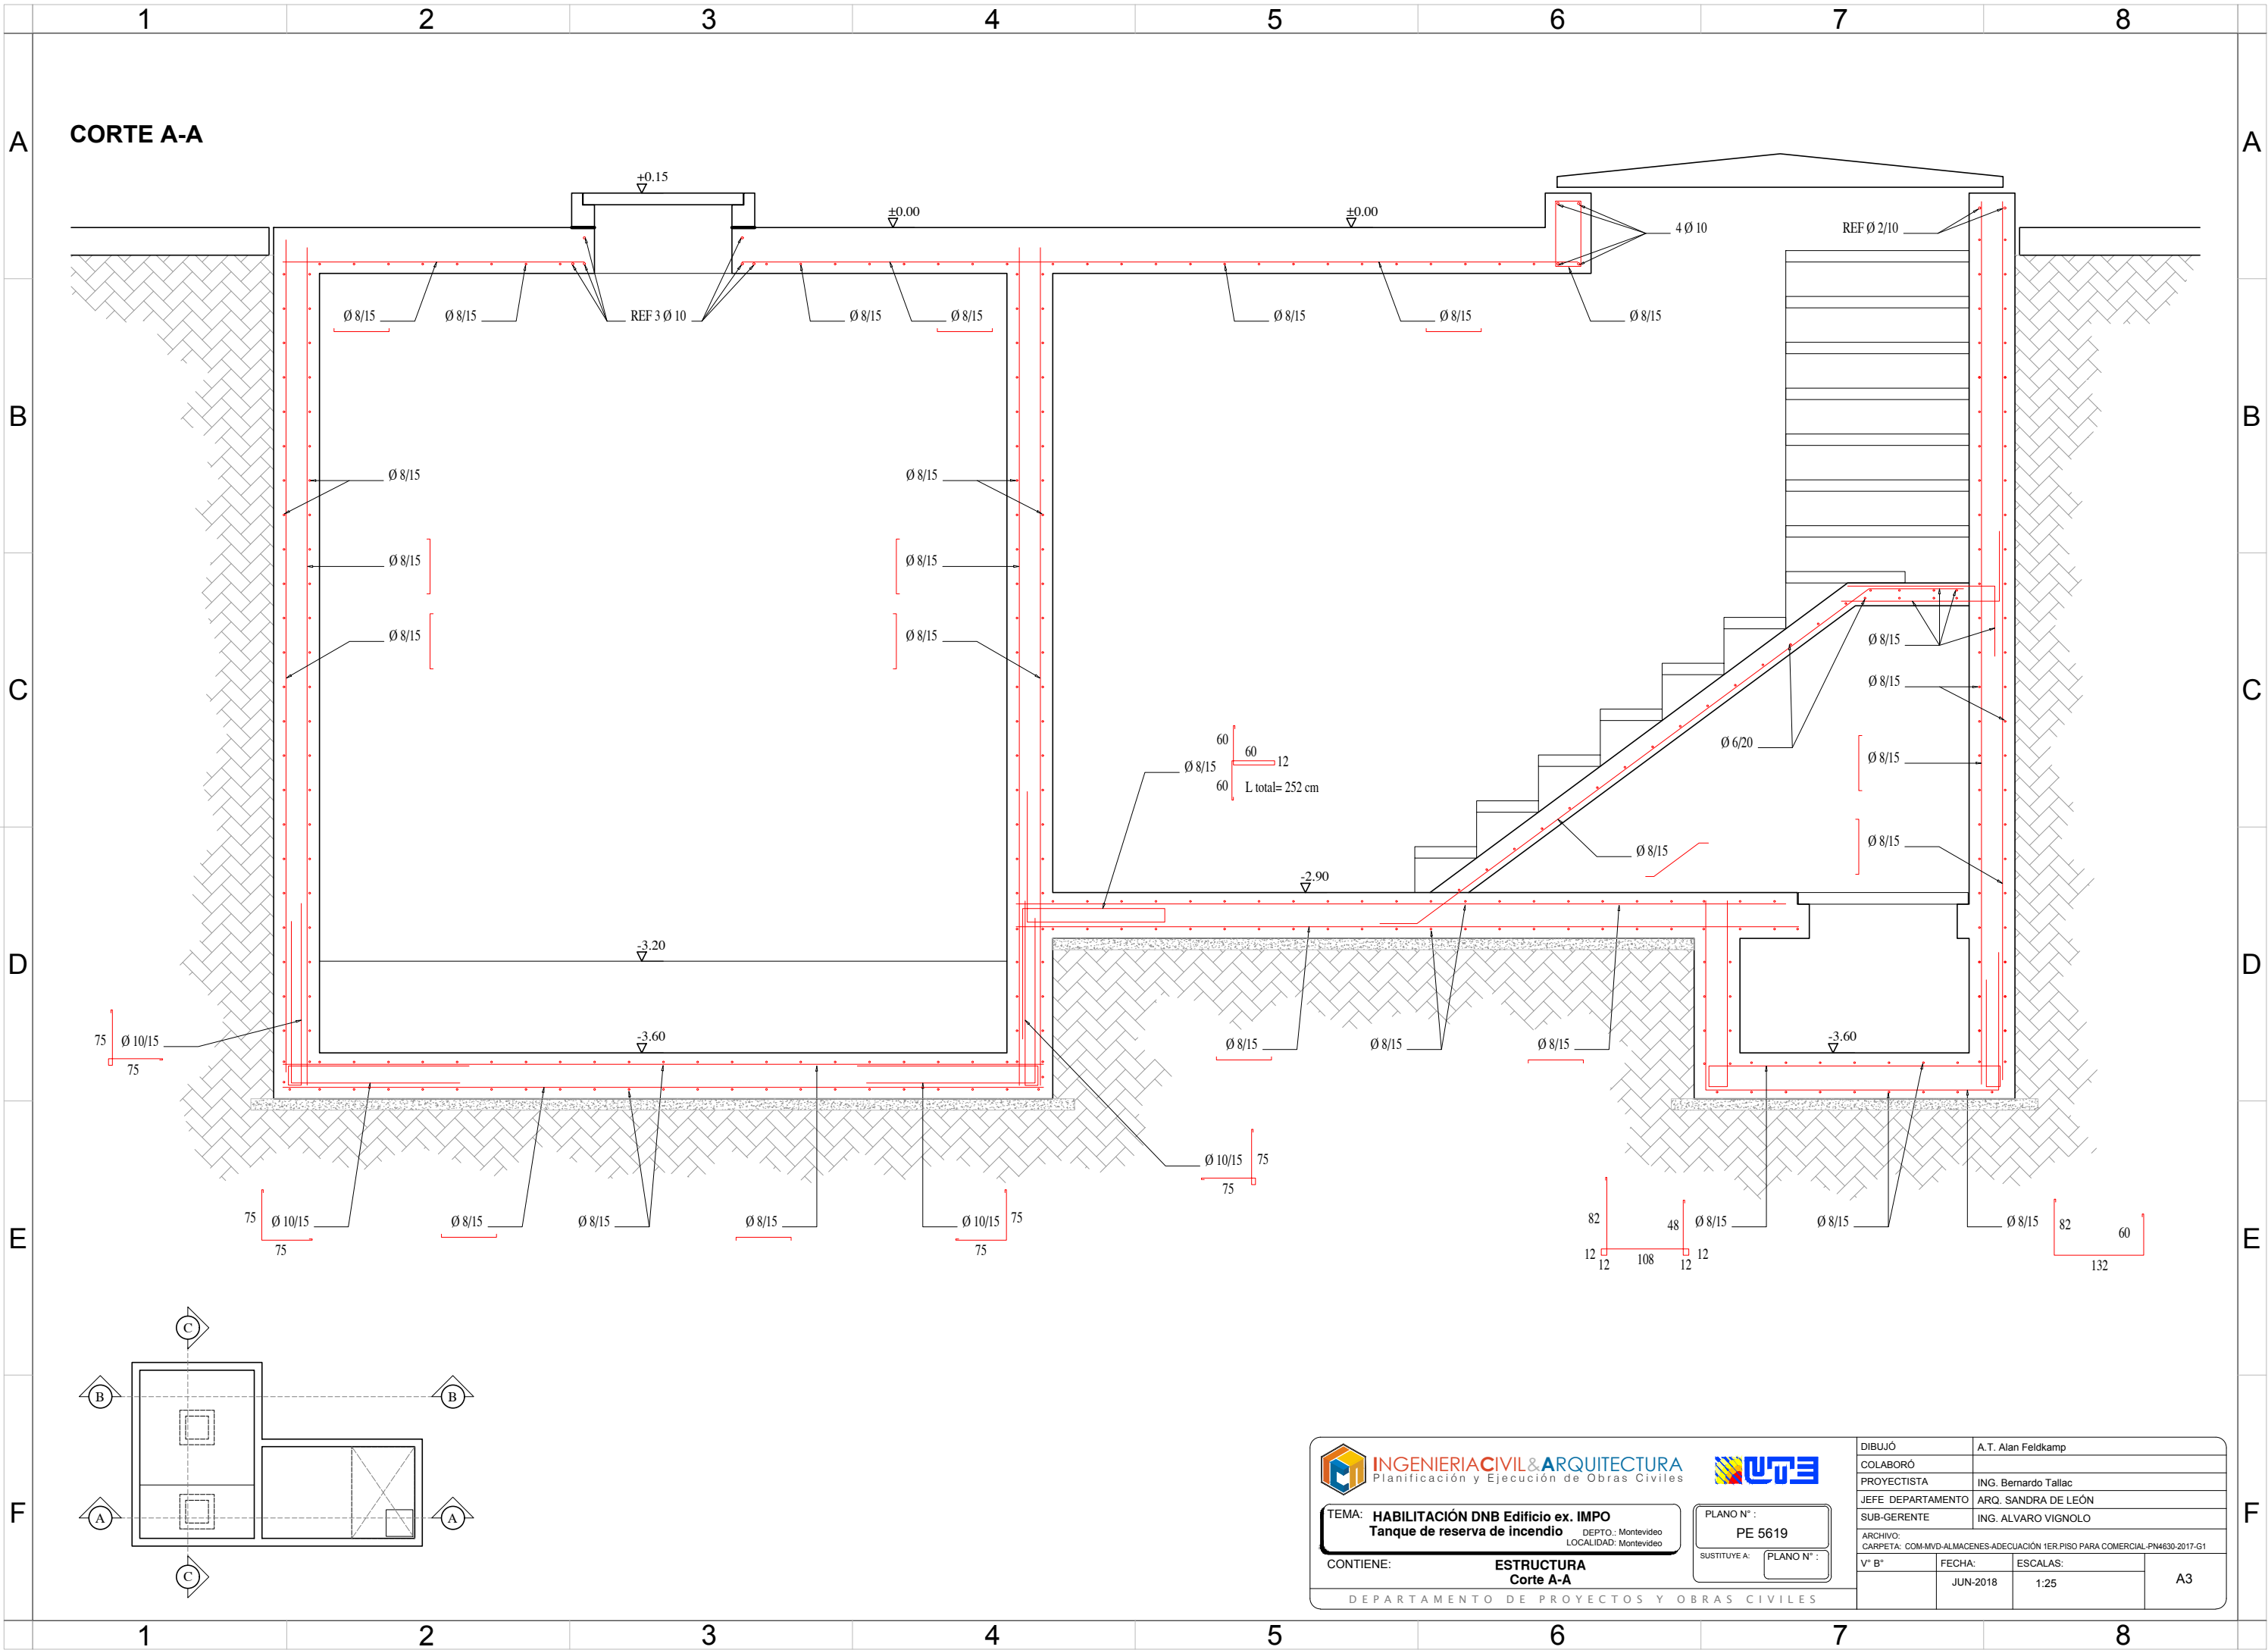 1 2 3 4 5 6 7 8
A A
CORTE A-A
+0.15
±0.00
±0.00
4 Ø 10
REF Ø 2/10
Ø 8/15
Ø 8/15
REF 3 Ø 10
Ø 8/15
Ø 8/15
Ø 8/15
Ø 8/15
Ø 8/15
B B
Ø 8/15
Ø 8/15
Ø 8/15
Ø 8/15
Ø 8/15
Ø 8/15
Ø 8/15
C C
Ø 8/15
Ø 6/20
60
60
Ø 8/15
12
60
L total= 252 cm
Ø 8/15
Ø 8/15
Ø 8/15
-2.90
-3.20
D D
75
Ø 10/15
75
-3.60
Ø 8/15
Ø 8/15
Ø 8/15
-3.60
Ø 10/15
75
75
75
Ø 10/15
75
Ø 8/15
Ø 8/15
Ø 8/15
Ø 10/15
75
75
82
48
12
12
108
12
12
Ø 8/15
Ø 8/15
Ø 8/15
82
60
132
E E
C
B B
A A
C
F F
INGENIERIACIVIL&ARQUITECTURA
Planificación y Ejecución de Obras Civiles
UTE
TEMA: HABILITACIÓN DNB Edificio ex. IMPO
Tanque de reserva de incendio
DEPTO.: Montevideo
LOCALIDAD: Montevideo
PLANO N° :
PE 5619
SUSTITUYE A: PLANO N° :
CONTIENE: ESTRUCTURA
Corte A-A
DEPARTAMENTO DE PROYECTOS Y OBRAS CIVILES
DIBUJÓ A.T. Alan Feldkamp
COLABORÓ
PROYECTISTA ING. Bernardo Tallac
JEFE DEPARTAMENTO ARQ. SANDRA DE LEÓN
SUB-GERENTE ING. ALVARO VIGNOLO
ARCHIVO:
CARPETA: COM-MVD-ALMACENES-ADECUACIÓN 1ER.PISO PARA COMERCIAL-PN4630-2017-G1
V° B° FECHA: ESCALAS:
JUN-2018 1:25 A3
1 2 3 4 5 6 7 8